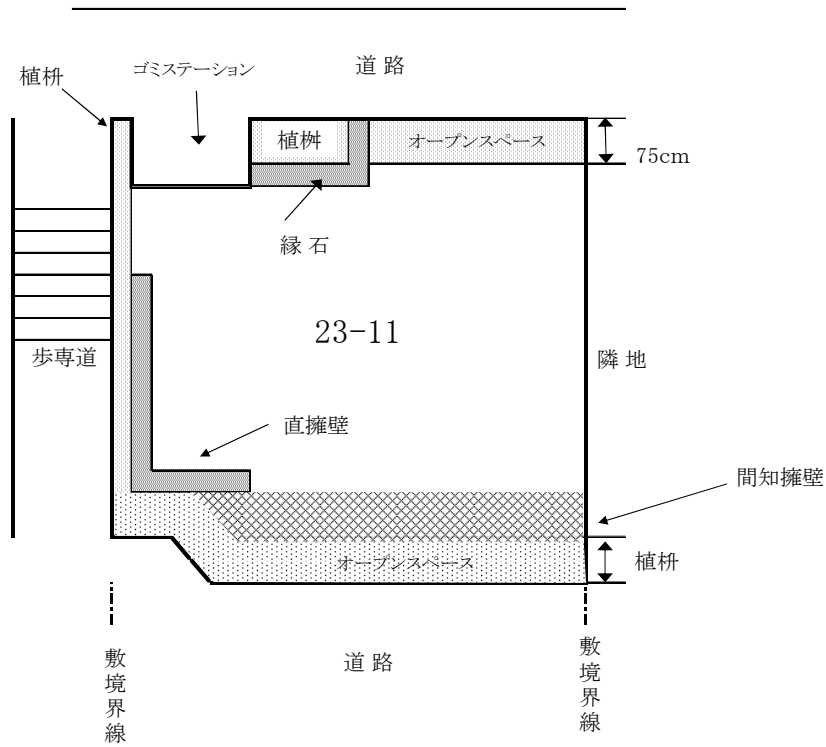 道 路
ゴミステーション
植枡
植桝
オープンスペース
75cm
縁 石
23-11
歩専道
隣 地
直擁壁
間知擁壁
オープンスペース
植枡
敷境界線
道 路
敷境界線